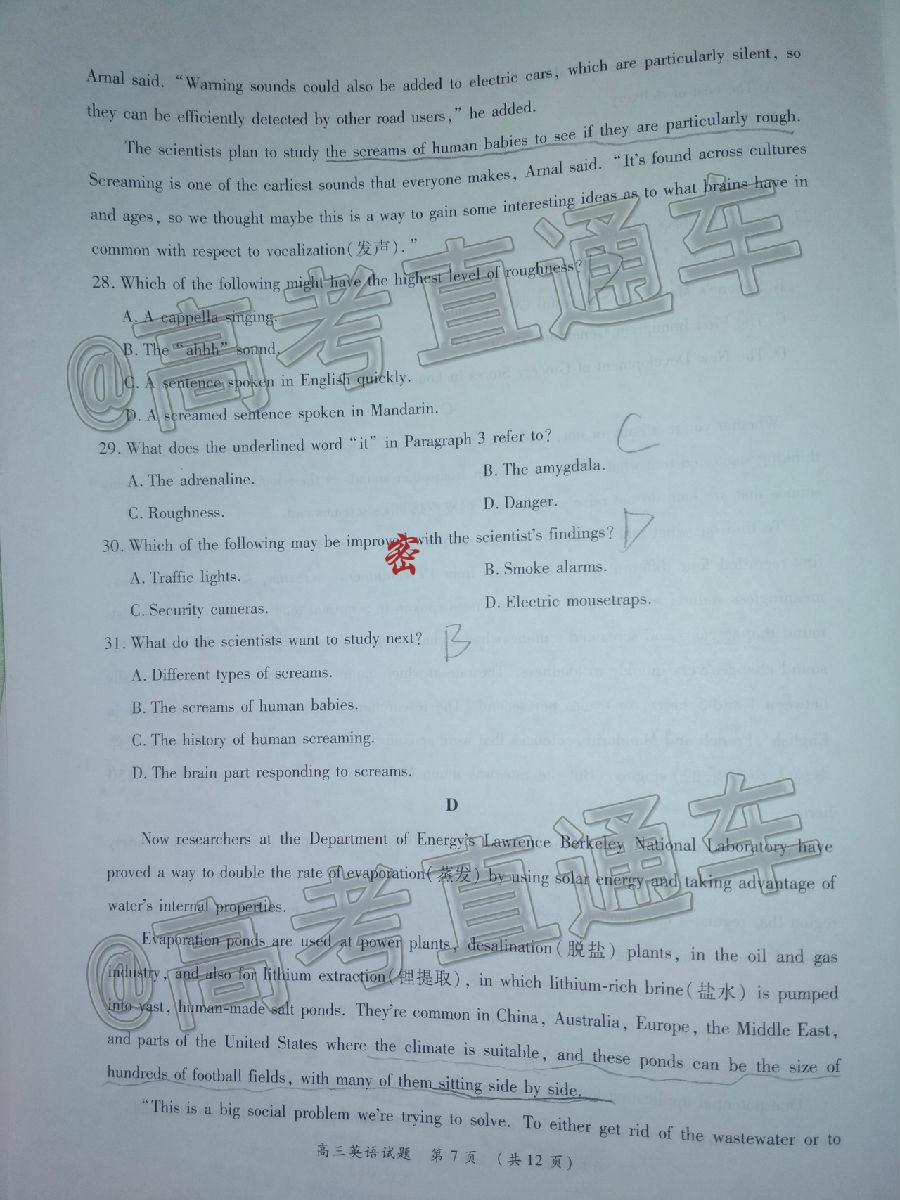 Arnal said. “Warning sounds could also be added to electric cars, which are particularly silent, so
they can be efficiently detected by other road users,” he added.
The scientists plan to study the screams of human babies to see if they are particularly rough.
Screaming is one of the earliest sounds that everyone makes, Arnal said. “It's found across cultures
and ages, so we thought maybe this is a way to gain some interesting ideas as to what brains have in
common with respect to vocalization(发声).”
28. Which of the following might have the highest level of roughness? D
A. A cappella singing.
B. The “ahhh” sound.
C. A sentence spoken in English quickly.
D. A screamed sentence spoken in Mandarin.
@高考直通车
29. What does the underlined word “it” in Paragraph 3 refer to? C
A. The adrenaline. B. The amygdala.
C. Roughness. D. Danger.
30. Which of the following may be improved with the scientist's findings? D
密
A. Traffic lights. B. Smoke alarms.
C. Security cameras. D. Electric mousetraps.
31. What do the scientists want to study next? B
A. Different types of screams.
B. The screams of human babies.
C. The history of human screaming.
D. The brain part responding to screams.
D
Now researchers at the Department of Energy's Lawrence Berkeley National Laboratory have
proved a way to double the rate of evaporation(蒸发) by using solar energy and taking advantage of
water's internal properties.
Evaporation ponds are used at power plants, desalination(脱盐) plants, in the oil and gas
industry, and also for lithium extraction(锂提取), in which lithium-rich brine(盐水) is pumped
into vast, human-made salt ponds. They're common in China, Australia, Europe, the Middle East,
and parts of the United States where the climate is suitable, and these ponds can be the size of
hundreds of football fields, with many of them sitting side by side.
@高考直通车
“This is a big social problem we're trying to solve. To either get rid of the wastewater or to
高三英语试题 第7页 (共12页)